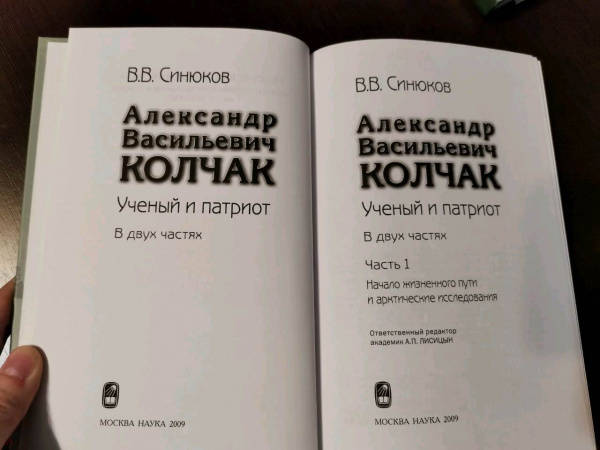 В.В. Синюков
Александр
Васильевич
КОЛЧАК
Ученый и патриот
В двух частях
МОСКВА НАУКА 2009
В.В. Синюков
Александр
Васильевич
КОЛЧАК
Ученый и патриот
В двух частях
Часть 1
Начало жизненного пути
и арктические исследования
Ответственный редактор
академик А.П. ЛИСИЦЫН
МОСКВА НАУКА 2009